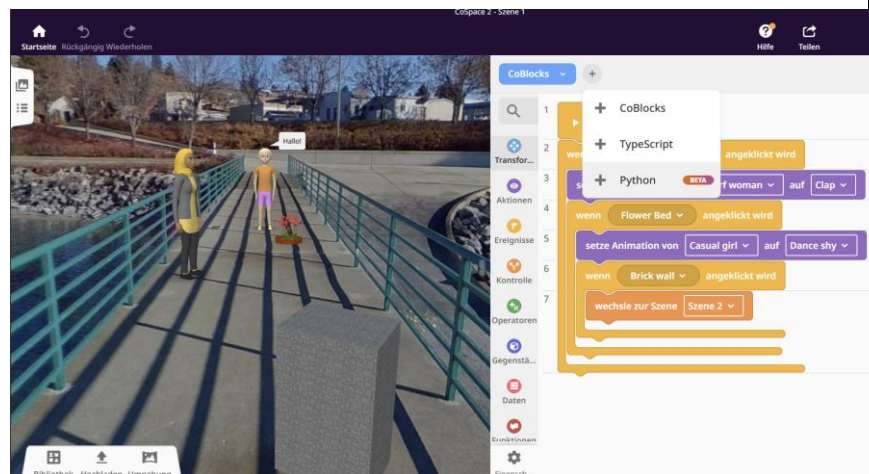 CoSpace 2 - Szene 1
Startseite Rückgängig Wiederholen
Hilfe Teilen
Hallo!
Bibliothek Hochladen Umgebung
CoBlocks
+
+ CoBlocks
+ TypeScript
+ Python BETA
Transfor...
Aktionen
Ereignisse
Kontrolle
Operatoren
Gegenstä...
Daten
Funktionen
1
2 angeklickt wird
3 woman auf Clap
4 wenn Flower Bed angeklickt wird
5 setze Animation von Casual girl auf Dance shy
6 wenn Brick wall angeklickt wird
7 wechsle zur Szene Szene 2